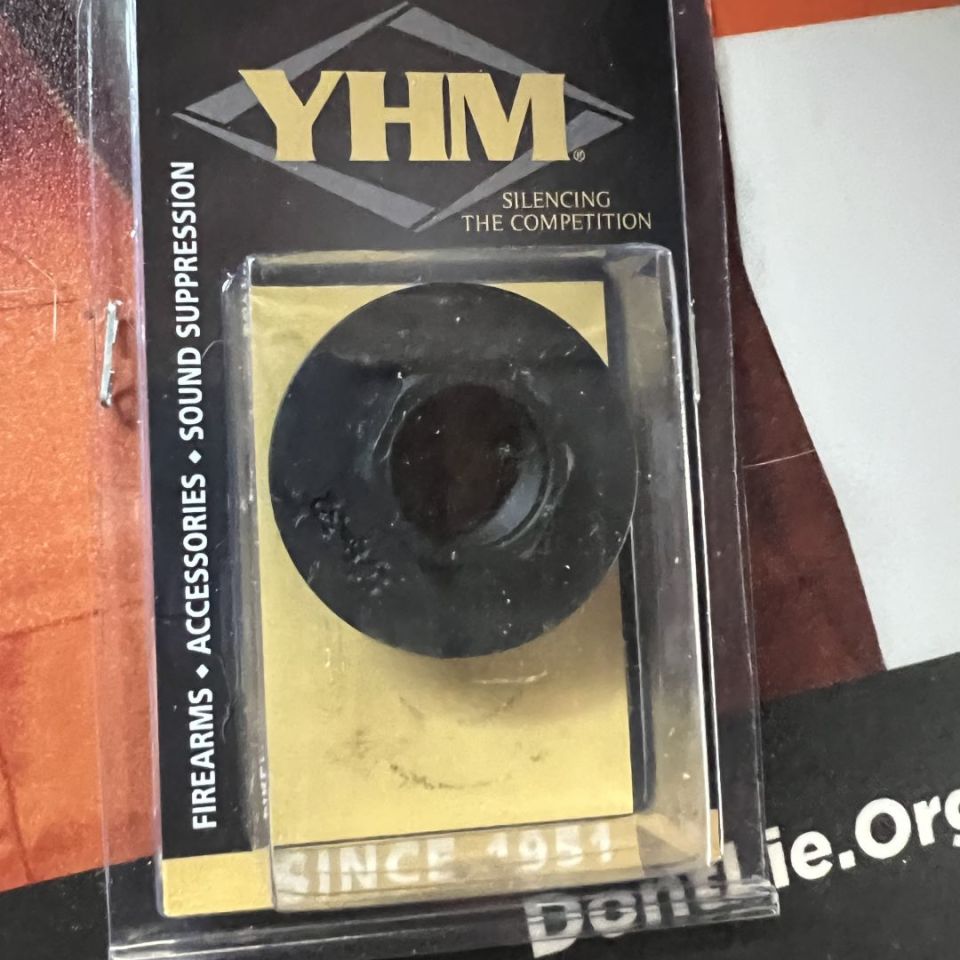 YHM®
SILENCING
THE COMPETITION
FIREARMS ♦ ACCESSORIES ♦ SOUND SUPPRESSION
SINCE 1951